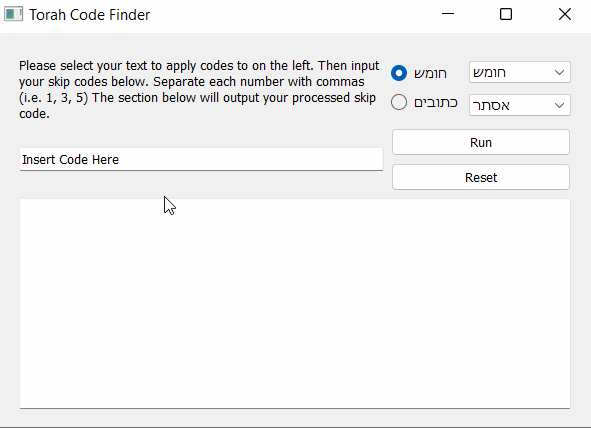 Torah Code Finder
Please select your text to apply codes to on the left. Then input
your skip codes below. Separate each number with commas
(i.e. 1, 3, 5) The section below will output your processed skip
code.
חומש
חומש
כתובים
אסתר
Insert Code Here
Run
Reset